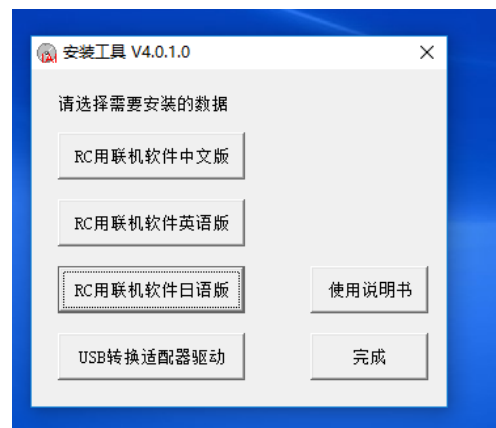 安装工具 V4.0.1.0
请选择需要安装的数据
RC用联机软件中文版
RC用联机软件英语版
RC用联机软件日语版
使用说明书
USB转换适配器驱动
完成